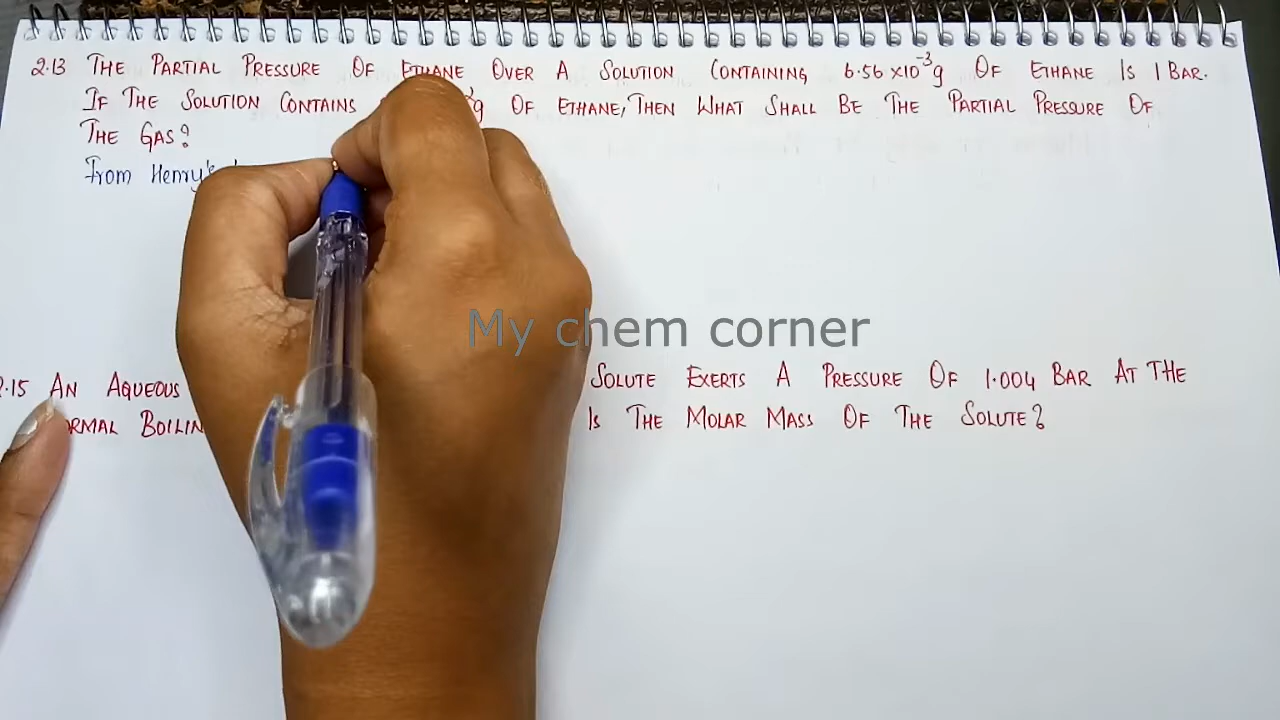 2.13 THE PARTIAL PRESSURE OF ETHANE OVER A SOLUTION CONTAINING 6.56 ×10⁻³g OF ETHANE IS 1 BAR.
IF THE SOLUTION CONTAINS g OF ETHANE, THEN WHAT SHALL BE THE PARTIAL PRESSURE OF
THE GAS?
From Henry's
My chem corner
2.15 AN AQUEOUS SOLUTE EXERTS A PRESSURE OF 1.004 BAR AT THE
IS THE MOLAR MASS OF THE SOLUTE?